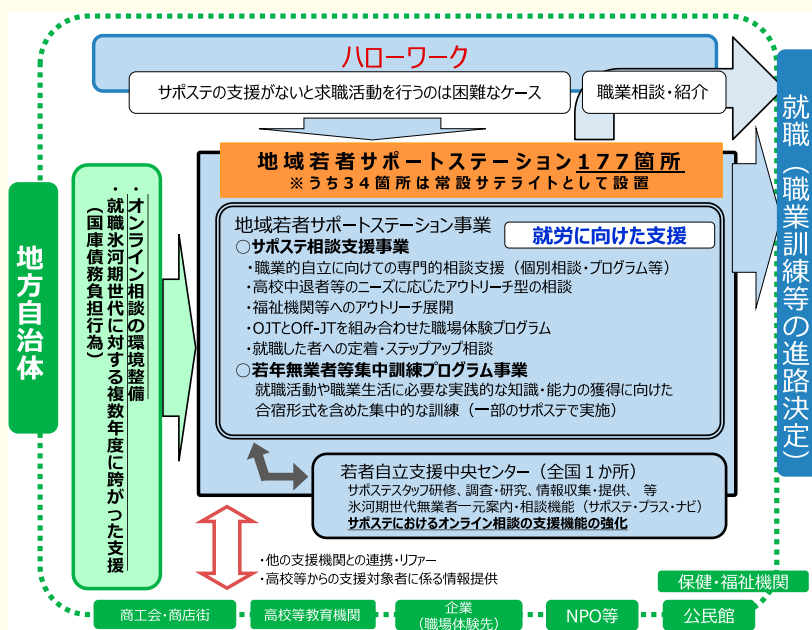 ハローワーク
サポステの支援がないと求職活動を行うのは困難なケース
職業相談・紹介
就職（職業訓練等の進路決定）
地域若者サポートステーション177箇所
※うち34箇所は常設サテライトとして設置
地方自治体
・オンライン相談の環境整備
・就職氷河期世代に対する複数年度に跨がつた支援
（国庫債務負担行為）
地域若者サポートステーション事業
就労に向けた支援
○サポステ相談支援事業
・職業的自立に向けての専門的相談支援（個別相談・プログラム等）
・高校中退者等のニーズに応じたアウトリーチ型の相談
・福祉機関等へのアウトリーチ展開
・OJTとOff-JTを組み合わせた職場体験プログラム
・就職した者への定着・ステップアップ相談
○若年無業者等集中訓練プログラム事業
就職活動や職業生活に必要な実践的な知識・能力の獲得に向けた
合宿形式を含めた集中的な訓練（一部のサポステで実施）
若者自立支援中央センター（全国１か所）
サポステスタッフ研修、調査・研究、情報収集・提供、 等
氷河期世代無業者一元案内・相談機能（サポステ・プラス・ナビ）
サポステにおけるオンライン相談の支援機能の強化
・他の支援機関との連携・リファー
・高校等からの支援対象者に係る情報提供
保健・福祉機関
商工会・商店街
高校等教育機関
企業
（職場体験先）
NPO等
公民館